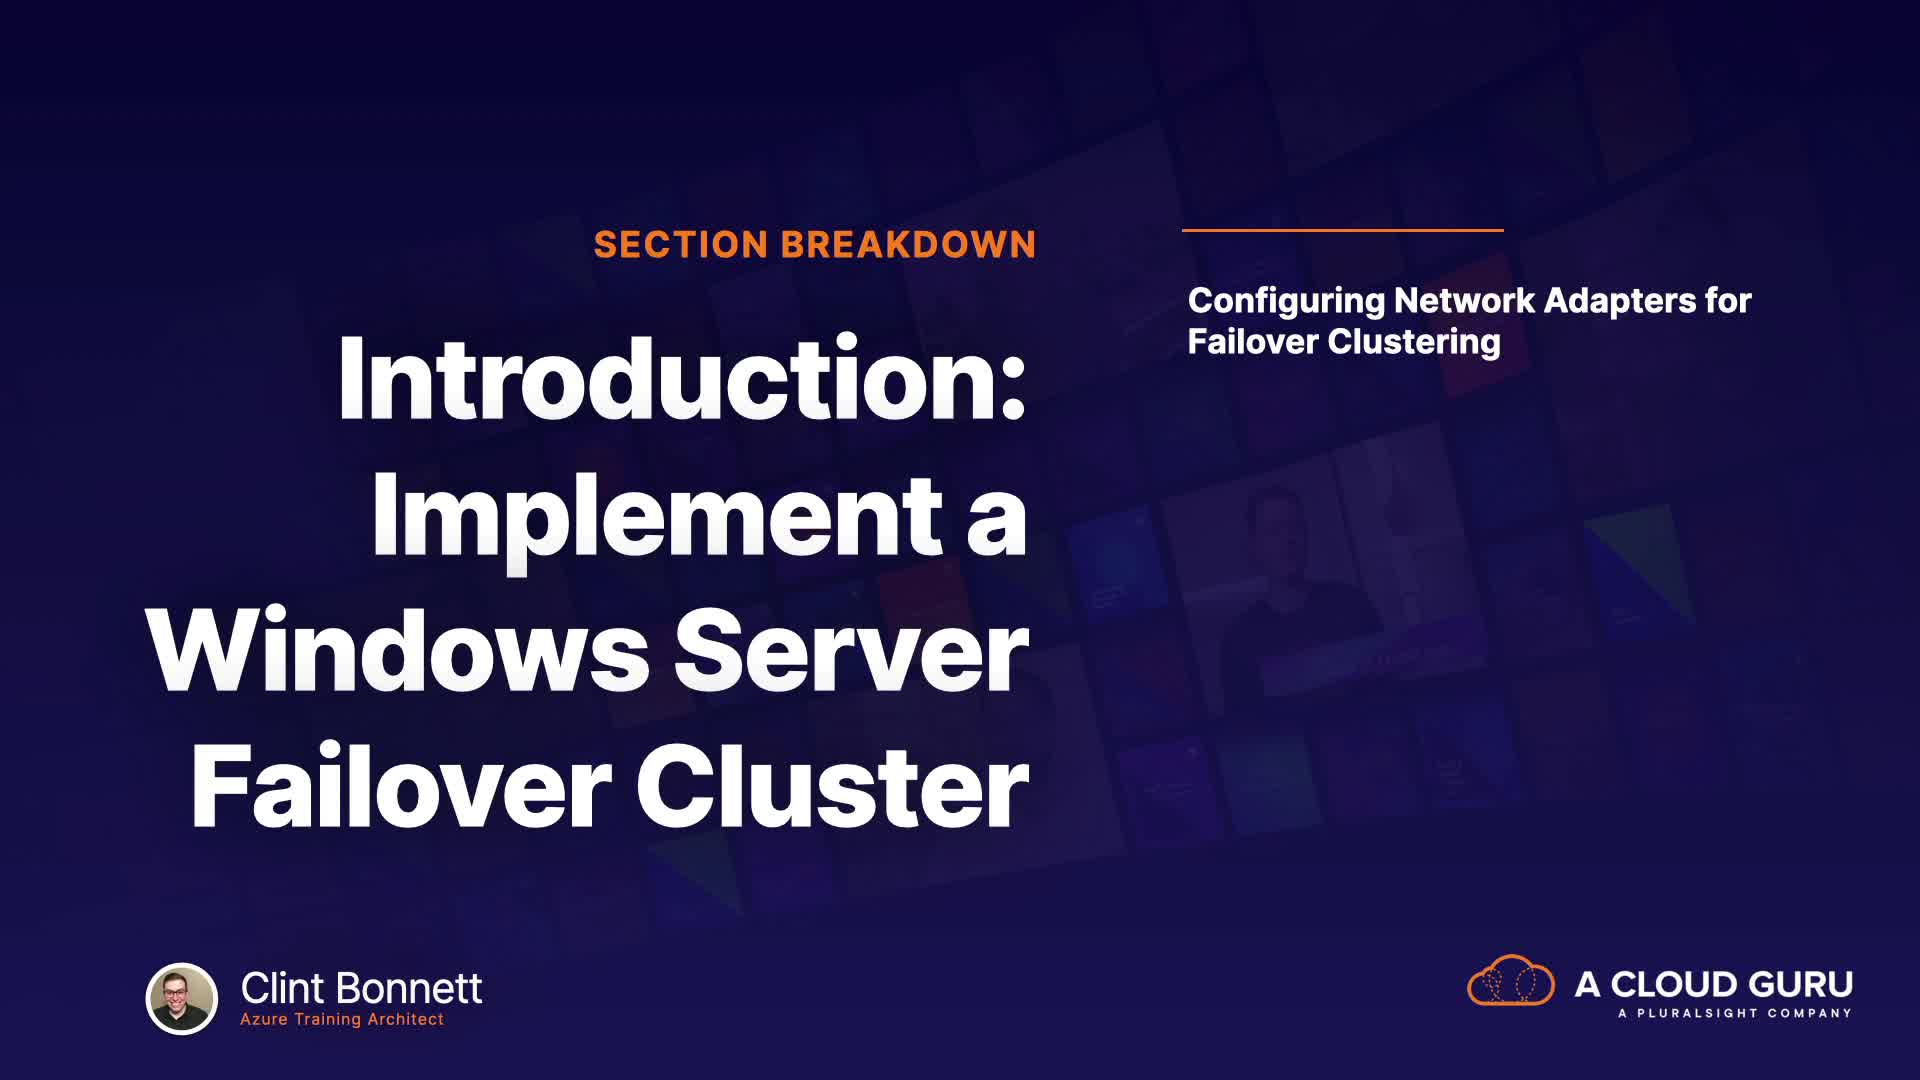 SECTION BREAKDOWN
Introduction:
Implement a
Windows Server
Failover Cluster
Configuring Network Adapters for
Failover Clustering
Clint Bonnett
Azure Training Architect
A CLOUD GURU
A PLURALSIGHT COMPANY